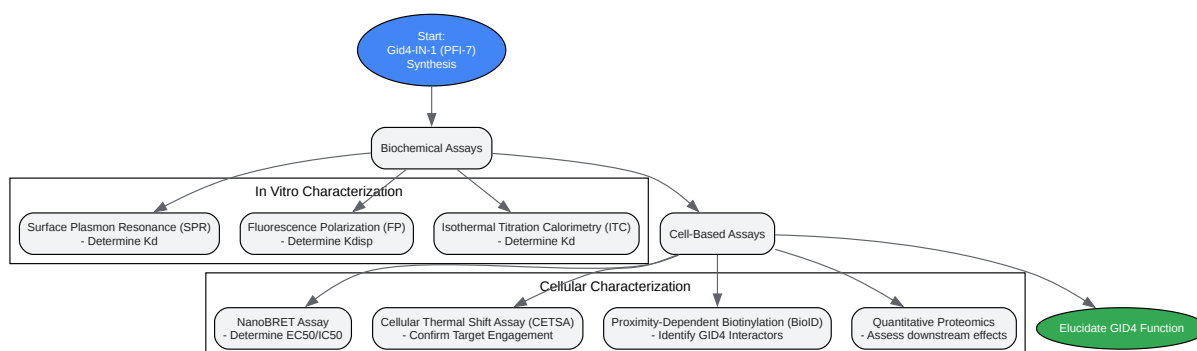 Start:
Gid4-IN-1 (PFI-7)
Synthesis
Biochemical Assays
In Vitro Characterization
Surface Plasmon Resonance (SPR)
- Determine Kd
Fluorescence Polarization (FP)
- Determine Kdisp
Isothermal Titration Calorimetry (ITC)
- Determine Kd
Cell-Based Assays
Cellular Characterization
NanoBRET Assay
- Determine EC50/IC50
Cellular Thermal Shift Assay (CETSA)
- Confirm Target Engagement
Proximity-Dependent Biotinylation (BioID)
- Identify GID4 Interactors
Quantitative Proteomics
- Assess downstream effects
Elucidate GID4 Function